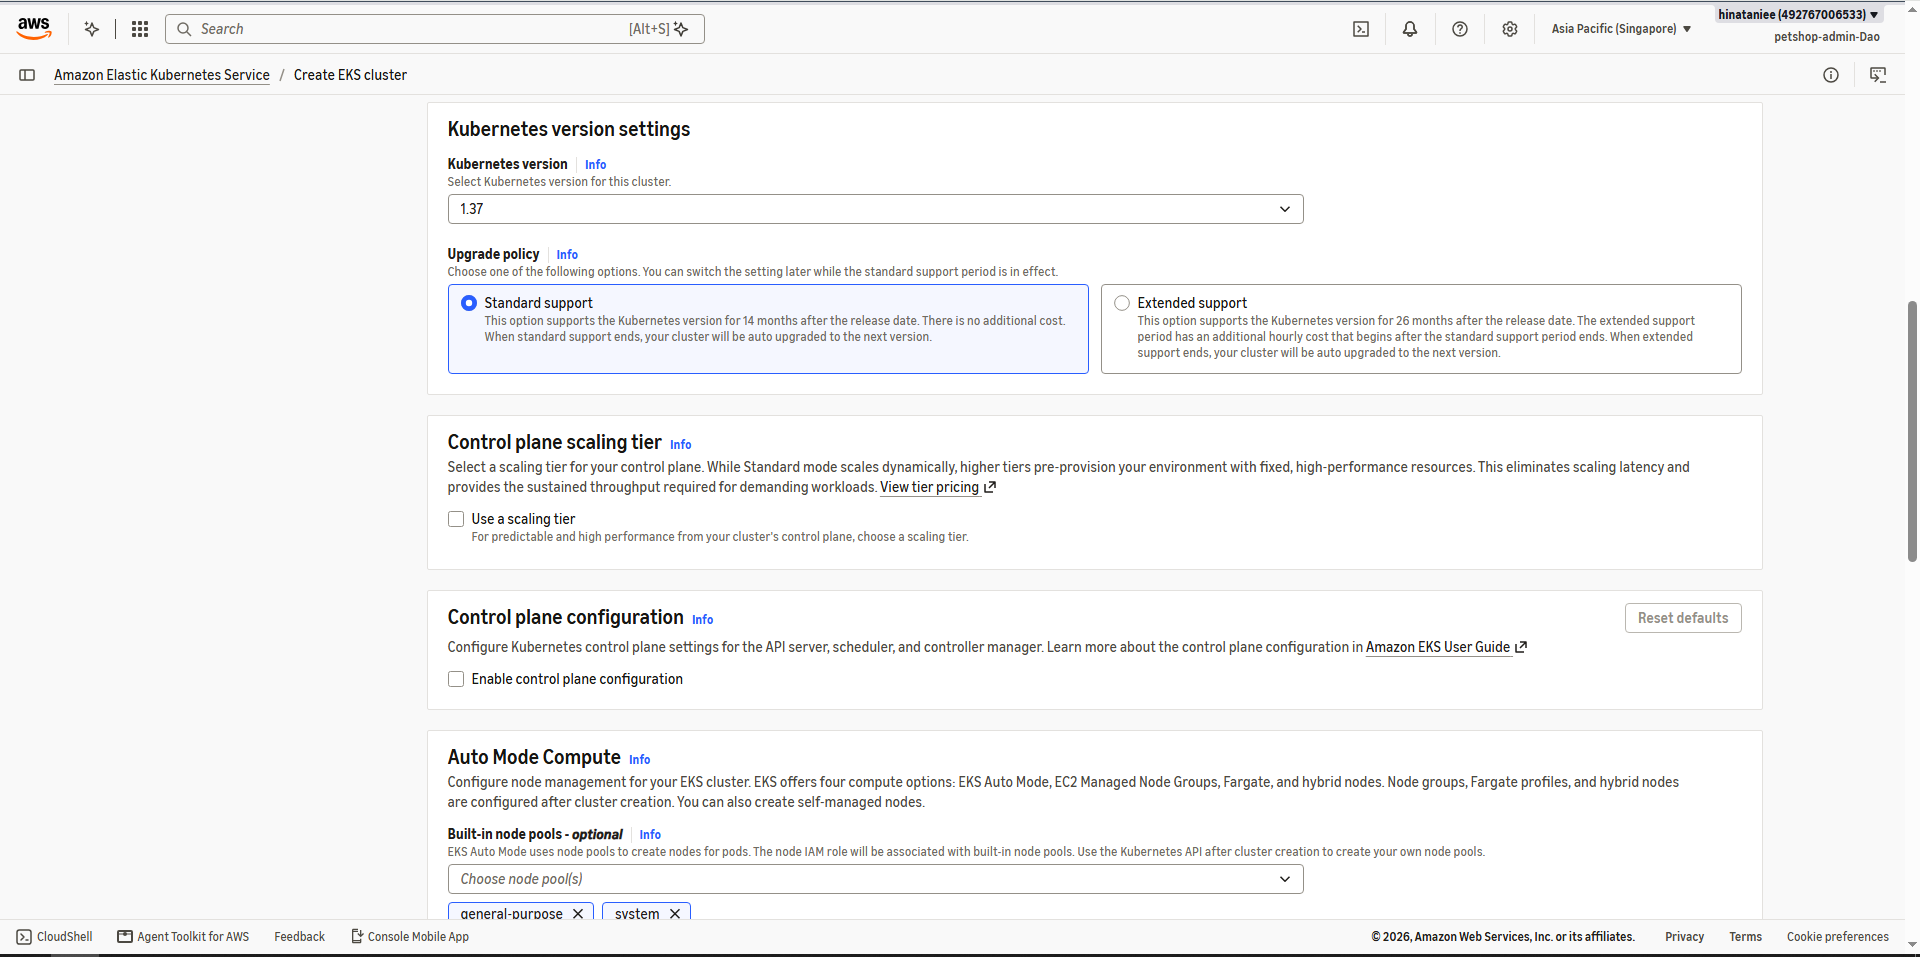 aws
Search [Alt+S]
Asia Pacific (Singapore)
hinataniee (492767006533)
petshop-admin-Dao
Amazon Elastic Kubernetes Service / Create EKS cluster
Kubernetes version settings
Kubernetes version Info
Select Kubernetes version for this cluster.
1.37
Upgrade policy Info
Choose one of the following options. You can switch the setting later while the standard support period is in effect.
Standard support
This option supports the Kubernetes version for 14 months after the release date. There is no additional cost.
When standard support ends, your cluster will be auto upgraded to the next version.
Extended support
This option supports the Kubernetes version for 26 months after the release date. The extended support
period has an additional hourly cost that begins after the standard support period ends. When extended
support ends, your cluster will be auto upgraded to the next version.
Control plane scaling tier Info
Select a scaling tier for your control plane. While Standard mode scales dynamically, higher tiers pre-provision your environment with fixed, high-performance resources. This eliminates scaling latency and
provides the sustained throughput required for demanding workloads. View tier pricing
Use a scaling tier
For predictable and high performance from your cluster's control plane, choose a scaling tier.
Control plane configuration Info
Reset defaults
Configure Kubernetes control plane settings for the API server, scheduler, and controller manager. Learn more about the control plane configuration in Amazon EKS User Guide
Enable control plane configuration
Auto Mode Compute Info
Configure node management for your EKS cluster. EKS offers four compute options: EKS Auto Mode, EC2 Managed Node Groups, Fargate, and hybrid nodes. Node groups, Fargate profiles, and hybrid nodes
are configured after cluster creation. You can also create self-managed nodes.
Built-in node pools - optional Info
EKS Auto Mode uses node pools to create nodes for pods. The node IAM role will be associated with built-in node pools. Use the Kubernetes API after cluster creation to create your own node pools.
Choose node pool(s)
general-purpose system
CloudShell Agent Toolkit for AWS Feedback Console Mobile App
© 2026, Amazon Web Services, Inc. or its affiliates. Privacy Terms Cookie preferences